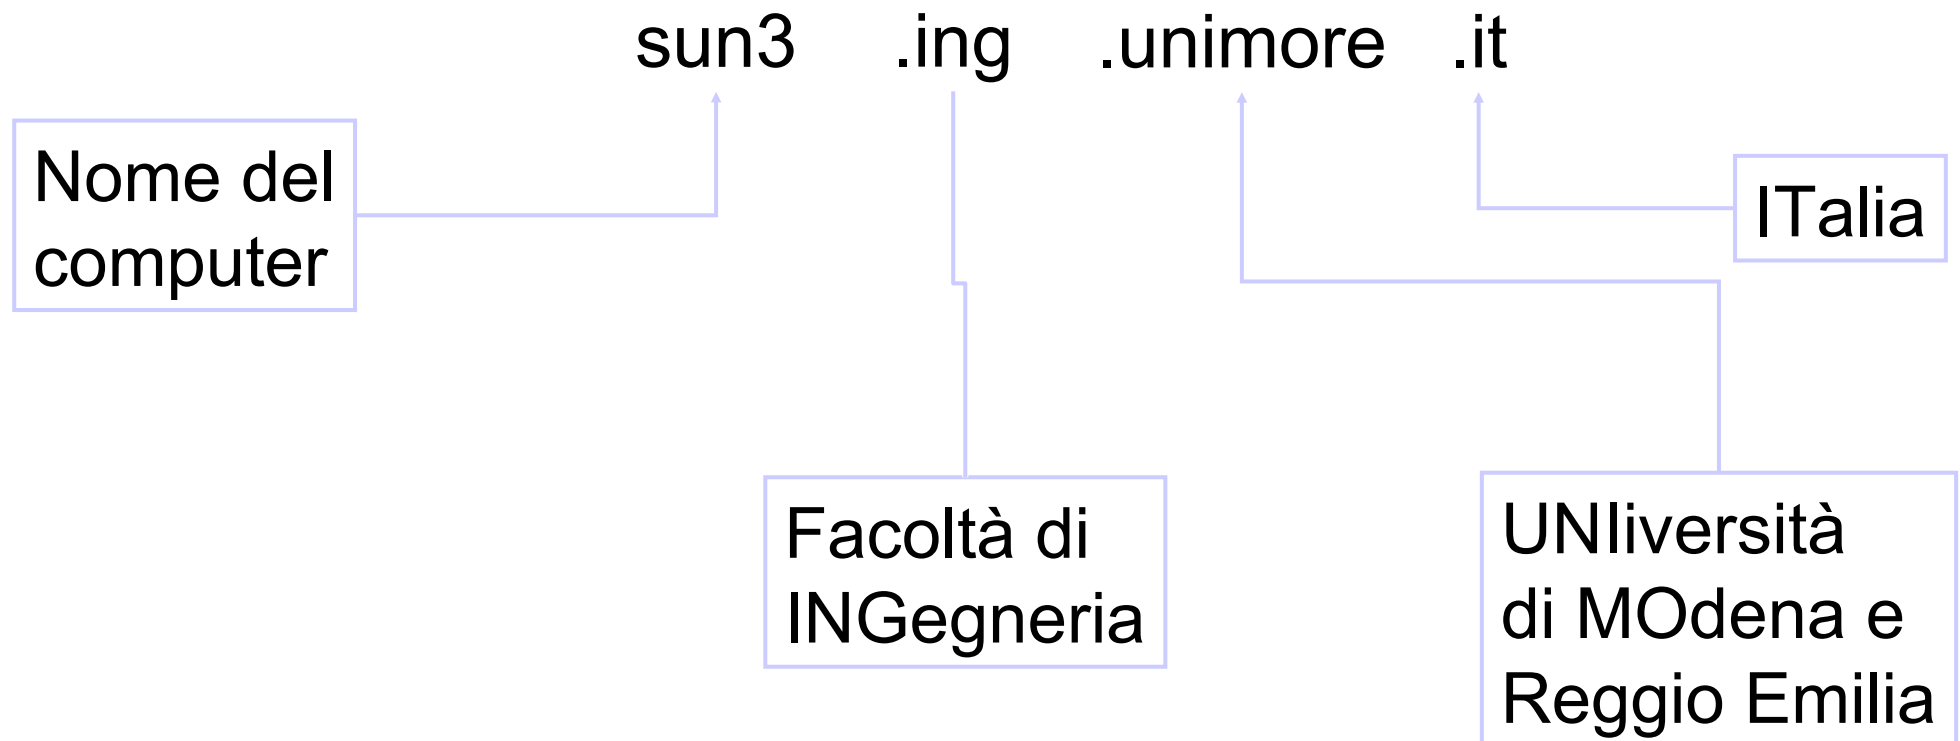 sun3 .ing .unimore .it
Nome del
computer
ITalia
Facoltà di
INGegneria
UNIiversità
di MOdena e
Reggio Emilia